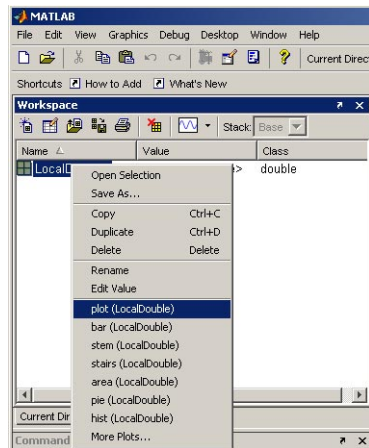 MATLAB
File Edit View Graphics Debug Desktop Window Help
Current Direc
Shortcuts How to Add What's New
Workspace
Stack: Base
Name Value Class
LocalD > double
Open Selection
Save As...
Copy Ctrl+C
Duplicate Ctrl+D
Delete Delete
Rename
Edit Value
plot (LocalDouble)
bar (LocalDouble)
stem (LocalDouble)
stairs (LocalDouble)
area (LocalDouble)
pie (LocalDouble)
Current Dir
hist (LocalDouble)
Command
More Plots...